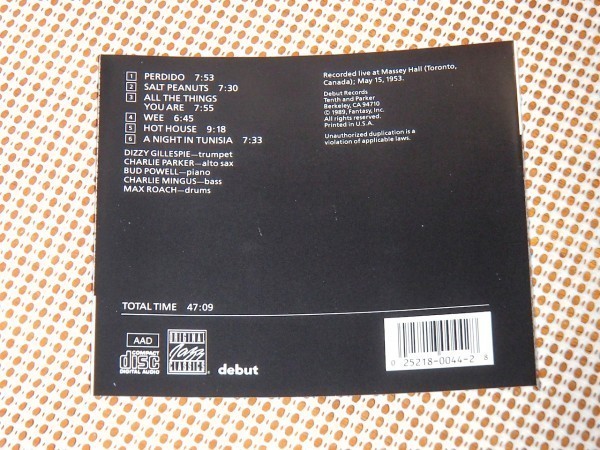 1 PERDIDO 7:53
2 SALT PEANUTS 7:30
3 ALL THE THINGS
YOU ARE 7:55
4 WEE 6:45
5 HOT HOUSE 9:18
6 A NIGHT IN TUNISIA 7:33
DIZZY GILLESPIE—trumpet
CHARLIE PARKER—alto sax
BUD POWELL—piano
CHARLIE MINGUS—bass
MAX ROACH—drums
Recorded live at Massey Hall (Toronto,
Canada); May 15, 1953.
Debut Records
Tenth and Parker
Berkeley, CA 94710
© 1989, Fantasy, Inc.
All rights reserved.
Printed in U.S.A.
Unauthorized duplication is a
violation of applicable laws.
TOTAL TIME 47:09
AAD
COMPACT
disc
DIGITAL AUDIO
ORIGINAL
Jazz
CLASSICS
debut
0 25218-0044-2 8